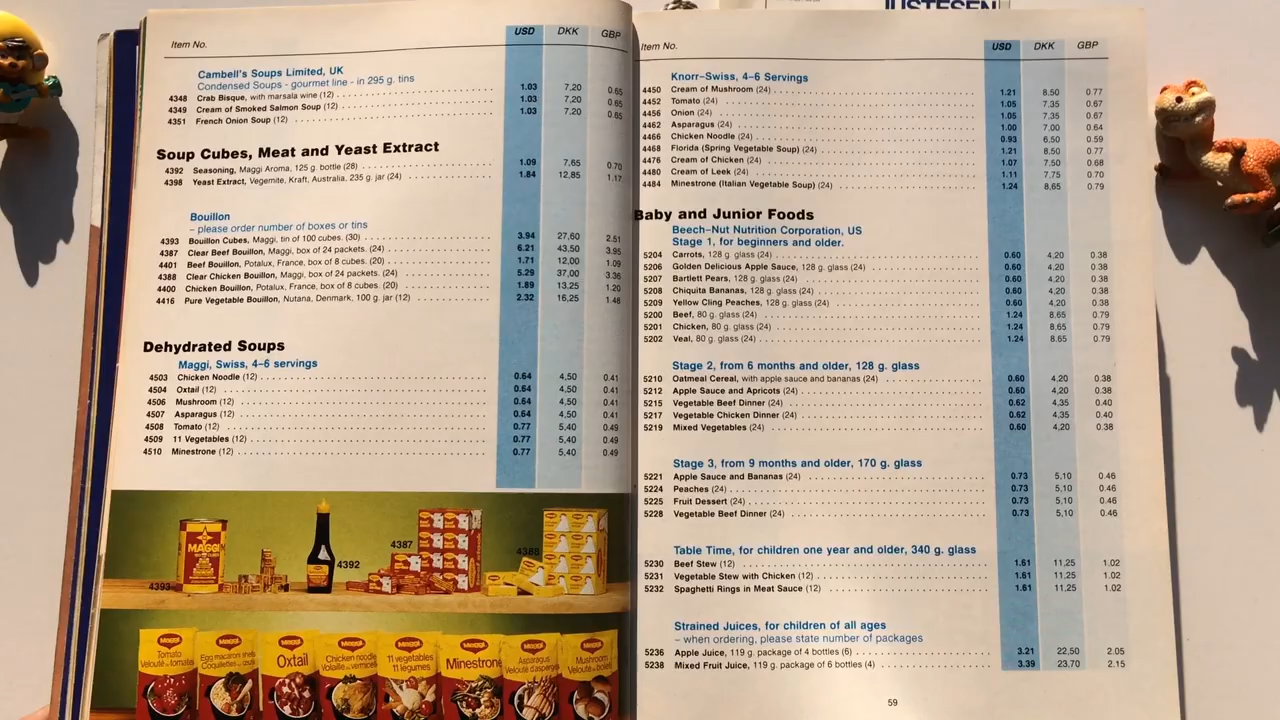 JUSTESEN
Item No. USD DKK GBP
Cambell's Soups Limited, UK
Condensed Soups - gourmet line - in 295 g. tins
4348 Crab Bisque, with marsala wine (12) 1.03 7,20 0.65
4349 Cream of Smoked Salmon Soup (12) 1.03 7,20 0.65
4351 French Onion Soup (12) 1.03 7,20 0.65
Soup Cubes, Meat and Yeast Extract
4392 Seasoning, Maggi Aroma, 125 g. bottle (28) 1.09 7,65 0.70
4398 Yeast Extract, Vegemite, Kraft, Australia, 235 g. jar (24) 1.84 12,85 1.17
Bouillon
– please order number of boxes or tins
4393 Bouillon Cubes, Maggi, tin of 100 cubes. (30) 3.94 27,60 2.51
4387 Clear Beef Bouillon, Maggi, box of 24 packets. (24) 6.21 43,50 3.95
4401 Beef Bouillon, Potalux, France, box of 8 cubes. (20) 1.71 12,00 1.09
4388 Clear Chicken Bouillon, Maggi, box of 24 packets. (24) 5.29 37,00 3.36
4400 Chicken Bouillon, Potalux, France, box of 8 cubes. (20) 1.89 13,25 1.20
4416 Pure Vegetable Bouillon, Nutana, Denmark, 100 g. jar (12) 2.32 16,25 1.48
Dehydrated Soups
Maggi, Swiss, 4–6 servings
4503 Chicken Noodle (12) 0.64 4,50 0.41
4504 Oxtail (12) 0.64 4,50 0.41
4506 Mushroom (12) 0.64 4,50 0.41
4507 Asparagus (12) 0.64 4,50 0.41
4508 Tomato (12) 0.77 5,40 0.49
4509 11 Vegetables (12) 0.77 5,40 0.49
4510 Minestrone (12) 0.77 5,40 0.49
4387
4388
4392
4393
MAGGI
Maggi Maggi Maggi Maggi Maggi Maggi Maggi Maggi
Tomato
Velouté de tomates
Egg macaroni shells
Oxtail
Chicken noodle
11 vegetables
11 légumes
Minestrone
Asparagus
Velouté d'asperges
Mushroom
Item No. USD DKK GBP
Knorr–Swiss, 4–6 Servings
4450 Cream of Mushroom (24) 1.21 8.50 0.77
4452 Tomato (24) 1.05 7,35 0.67
4456 Onion (24) 1.05 7,35 0.67
4462 Asparagus (24) 1.00 7,00 0.64
4466 Chicken Noodle (24) 0.93 6,50 0.59
4468 Florida (Spring Vegetable Soup) (24) 1.21 8,50 0.77
4476 Cream of Chicken (24) 1.07 7,50 0.68
4480 Cream of Leek (24) 1.11 7,75 0.70
4484 Minestrone (Italian Vegetable Soup) (24) 1.24 8,65 0.79
Baby and Junior Foods
Beech–Nut Nutrition Corporation, US
Stage 1, for beginners and older.
5204 Carrots, 128 g. glass (24) 0.60 4,20 0.38
5206 Golden Delicious Apple Sauce, 128 g. glass (24) 0.60 4,20 0.38
5207 Bartlett Pears, 128 g. glass (24) 0.60 4,20 0.38
5208 Chiquita Bananas, 128 g. glass (24) 0.60 4,20 0.38
5209 Yellow Cling Peaches, 128 g. glass (24) 0.60 4,20 0.38
5200 Beef, 80 g. glass (24) 1.24 8.65 0.79
5201 Chicken, 80 g. glass (24) 1.24 8.65 0.79
5202 Veal, 80 g. glass (24) 1.24 8.65 0.79
Stage 2, from 6 months and older, 128 g. glass
5210 Oatmeal Cereal, with apple sauce and bananas (24) 0.60 4,20 0.38
5212 Apple Sauce and Apricots (24) 0.60 4,20 0.38
5215 Vegetable Beef Dinner (24) 0.62 4,35 0.40
5217 Vegetable Chicken Dinner (24) 0.62 4,35 0.40
5219 Mixed Vegetables (24) 0.60 4,20 0.38
Stage 3, from 9 months and older, 170 g. glass
5221 Apple Sauce and Bananas (24) 0.73 5,10 0.46
5224 Peaches (24) 0.73 5,10 0.46
5225 Fruit Dessert (24) 0.73 5,10 0.46
5228 Vegetable Beef Dinner (24) 0.73 5,10 0.46
Table Time, for children one year and older, 340 g. glass
5230 Beef Stew (12) 1.61 11,25 1.02
5231 Vegetable Stew with Chicken (12) 1.61 11,25 1.02
5232 Spaghetti Rings in Meat Sauce (12) 1.61 11,25 1.02
Strained Juices, for children of all ages
– when ordering, please state number of packages
5236 Apple Juice, 119 g. package of 4 bottles (6) 3.21 22,50 2.05
5238 Mixed Fruit Juice, 119 g. package of 6 bottles (4) 3.39 23,70 2.15
59